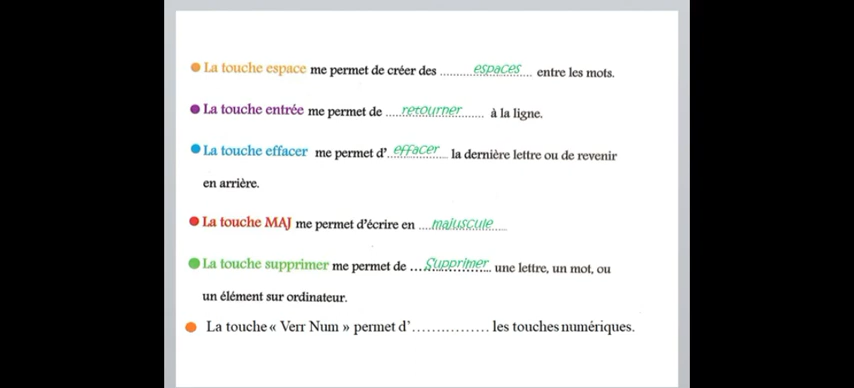 La touche espace me permet de créer des ..........espaces.... entre les mots.
La touche entrée me permet de .....retourner....... à la ligne.
La touche effacer me permet d’..effacer... la dernière lettre ou de revenir
en arrière.
La touche MAJ me permet d’écrire en ....majuscule....
La touche supprimer me permet de ...Supprimer... une lettre, un mot, ou
un élément sur ordinateur.
La touche « Verr Num » permet d’................ les touches numériques.